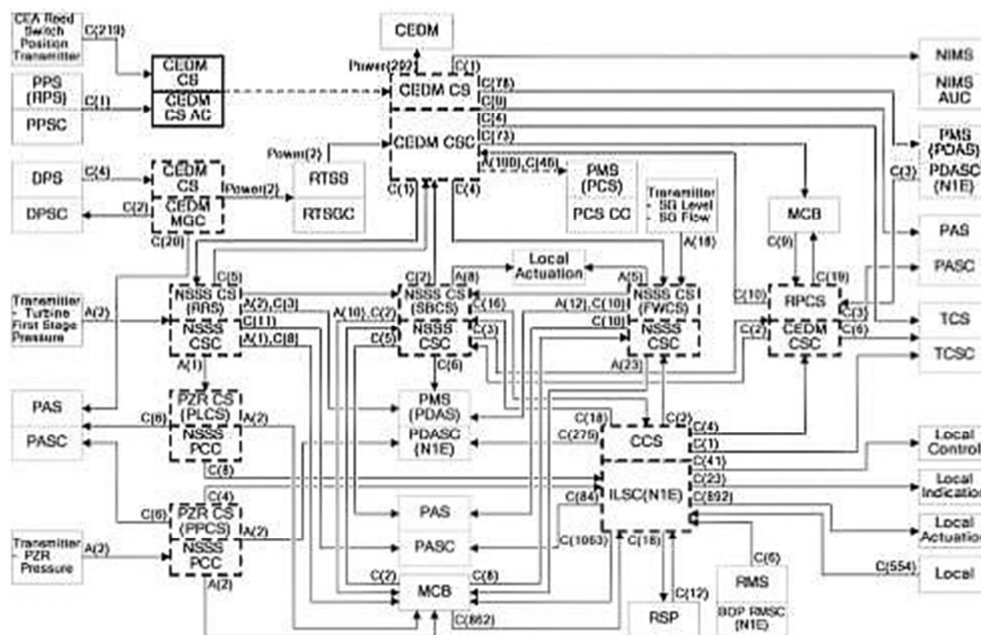 CEA Reed
Switch
Position
Transmitter
C(219)
CEDM
CS
CEDM
CS AC
PPS
(RPS)
PPSC
C(1)
CEDM
Power(202)
CEDM CS
CEDM CSC
C(1)
C(78)
C(9)
C(4)
C(73)
A(100), C(46)
C(1)
C(4)
NIMS
NIMS
AUC
PMS
(PDAS)
PDASC
(N1E)
C(3)
DPS
DPSC
C(4)
C(2)
CEDM
CS
CEDM
MGC
Power(2)
C(20)
Power(2)
RTSS
RTSGC
PMS
(PCS)
PCS CC
Transmitter
- SG Level
- SG Flow
A(18)
MCB
C(9)
C(19)
PAS
PASC
Local
Actuation
Transmitter
- Turbine
First Stage
Pressure
A(2)
C(5)
NSSS CS
(RRS)
NSSS
CSC
A(2), C(3)
C(11)
A(1), C(8)
A(1)
C(2)
A(8)
NSSS CS
(SBCS)
NSSS
CSC
A(10), C(2)
C(5)
C(16)
C(3)
C(6)
A(5)
NSSS CS
(FWCS)
NSSS
CSC
A(12), C(10)
C(10)
A(23)
C(10)
C(2)
RPCS
CEDM
CSC
C(3)
C(6)
TCS
TCSC
PAS
PASC
C(6)
PZR CS
(PLCS)
NSSS
PCC
A(2)
C(8)
PMS
(PDAS)
PDASC
(N1E)
C(18)
C(275)
C(2)
CCS
ILSC(N1E)
C(4)
C(1)
C(41)
C(23)
C(892)
Local
Control
Local
Indication
Local
Actuation
Local
C(554)
C(4)
C(6)
PZR CS
(PPCS)
NSSS
PCC
A(2)
A(2)
Transmitter
- PZR
Pressure
A(2)
PAS
PASC
C(84)
C(1063)
C(18)
C(2)
MCB
C(8)
C(862)
C(12)
RSP
C(6)
RMS
BOP RMSC
(N1E)